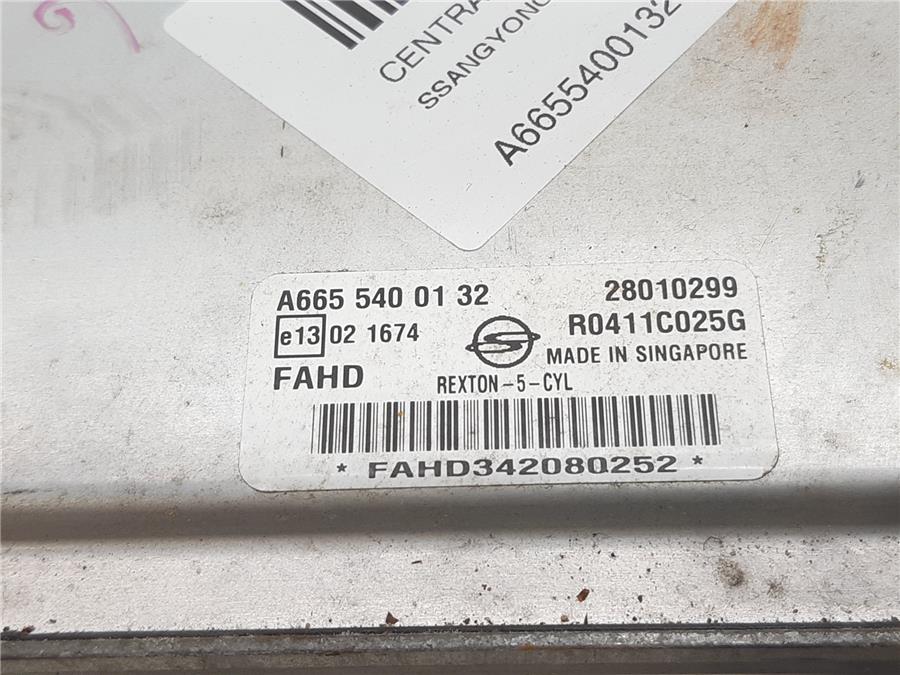 CENTRA
SSANGYONG
A6655400132
A665 540 01 32
28010299
e13 02 1674
R0411C025G
MADE IN SINGAPORE
FAHD
REXTON-5-CYL
* FAHD342080252 *